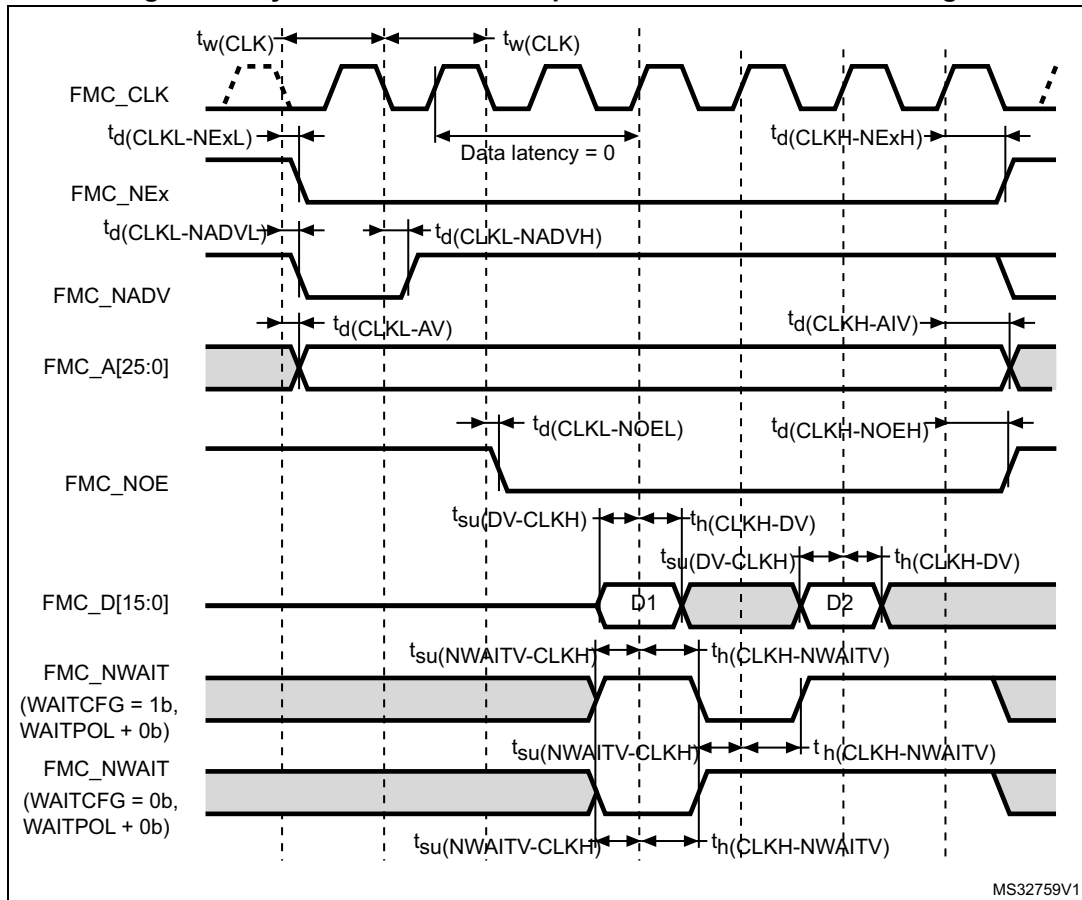 tw(CLK) tw(CLK)
FMC_CLK
td(CLKL-NExL) Data latency = 0 td(CLKH-NExH)
FMC_NEx
td(CLKL-NADVL) td(CLKL-NADVH)
FMC_NADV
td(CLKL-AV) td(CLKH-AIV)
FMC_A[25:0]
td(CLKL-NOEL) td(CLKH-NOEH)
FMC_NOE
tsu(DV-CLKH) th(CLKH-DV)
tsu(DV-CLKH) th(CLKH-DV)
FMC_D[15:0] D1 D2
tsu(NWAITV-CLKH) th(CLKH-NWAITV)
FMC_NWAIT
(WAITCFG = 1b,
WAITPOL + 0b)
tsu(NWAITV-CLKH) t h(CLKH-NWAITV)
FMC_NWAIT
(WAITCFG = 0b,
WAITPOL + 0b)
tsu(NWAITV-CLKH) th(CLKH-NWAITV)
MS32759V1